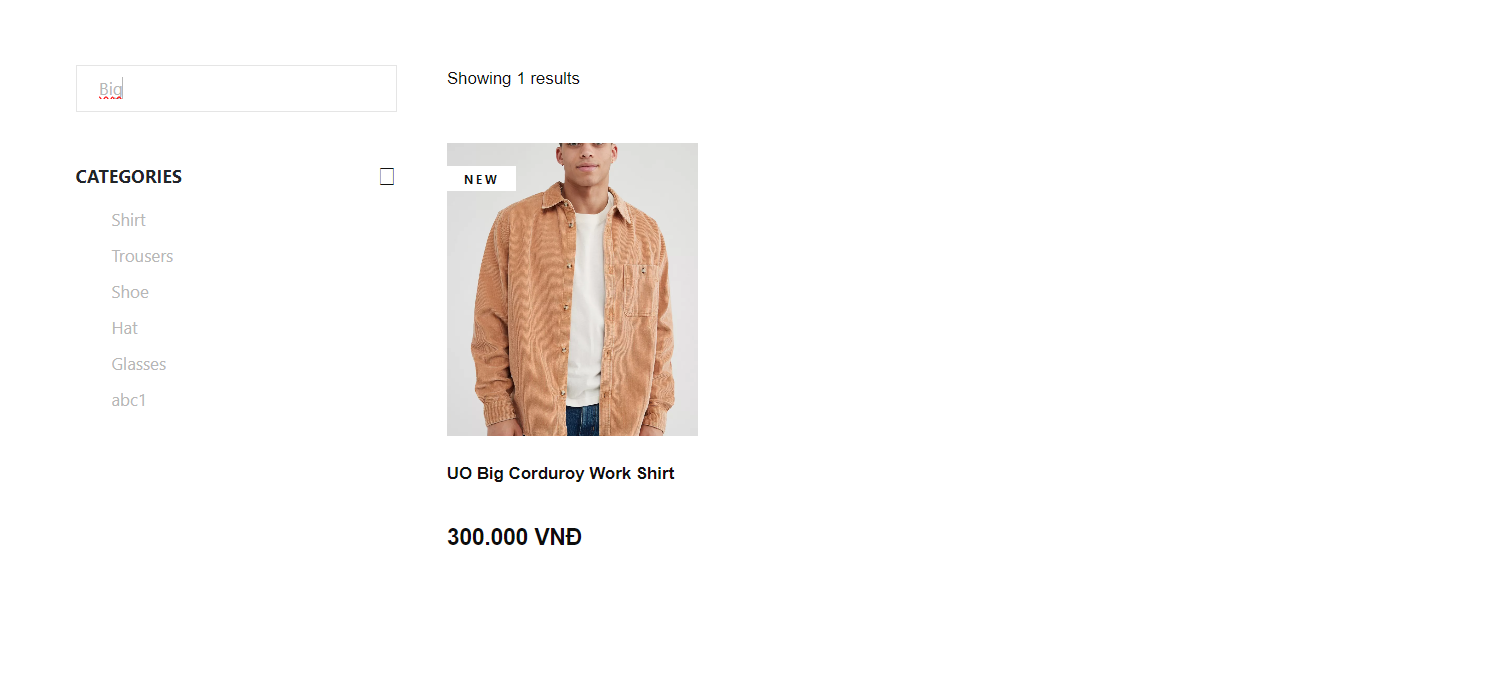 Big
Showing 1 results
CATEGORIES
Shirt
Trousers
Shoe
Hat
Glasses
abc1
NEW
UO Big Corduroy Work Shirt
300.000 VNĐ